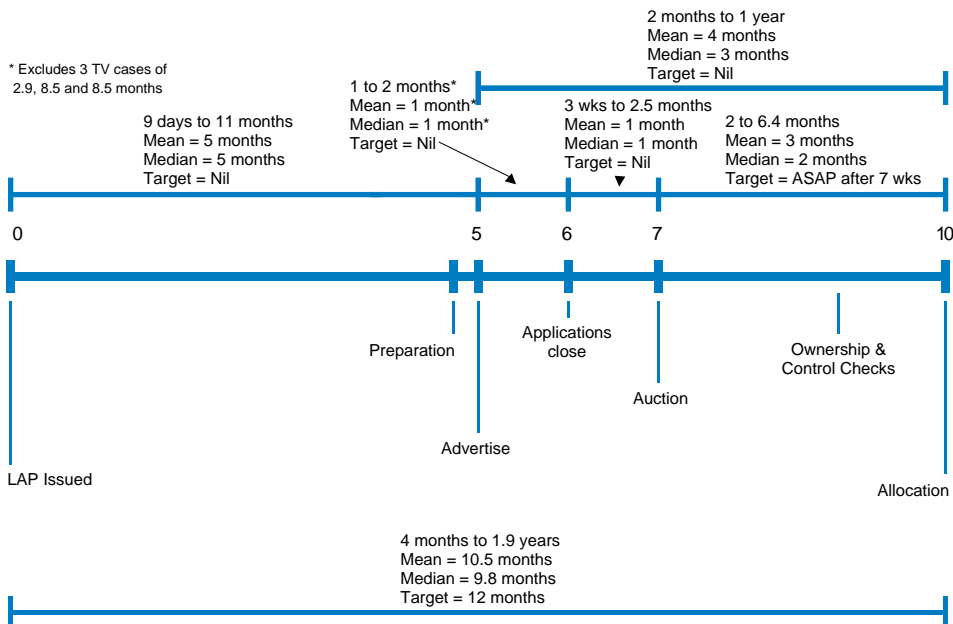 2 months to 1 year
Mean = 4 months
Median = 3 months
Target = Nil
* Excludes 3 TV cases of
2.9, 8.5 and 8.5 months
1 to 2 months*
Mean = 1 month*
Median = 1 month*
Target = Nil
3 wks to 2.5 months
Mean = 1 month
Median = 1 month
Target = Nil
9 days to 11 months
Mean = 5 months
Median = 5 months
Target = Nil
2 to 6.4 months
Mean = 3 months
Median = 2 months
Target = ASAP after 7 wks
0 5 6 7 10
Preparation
Applications
close
Ownership &
Control Checks
Auction
Advertise
LAP Issued
Allocation
4 months to 1.9 years
Mean = 10.5 months
Median = 9.8 months
Target = 12 months